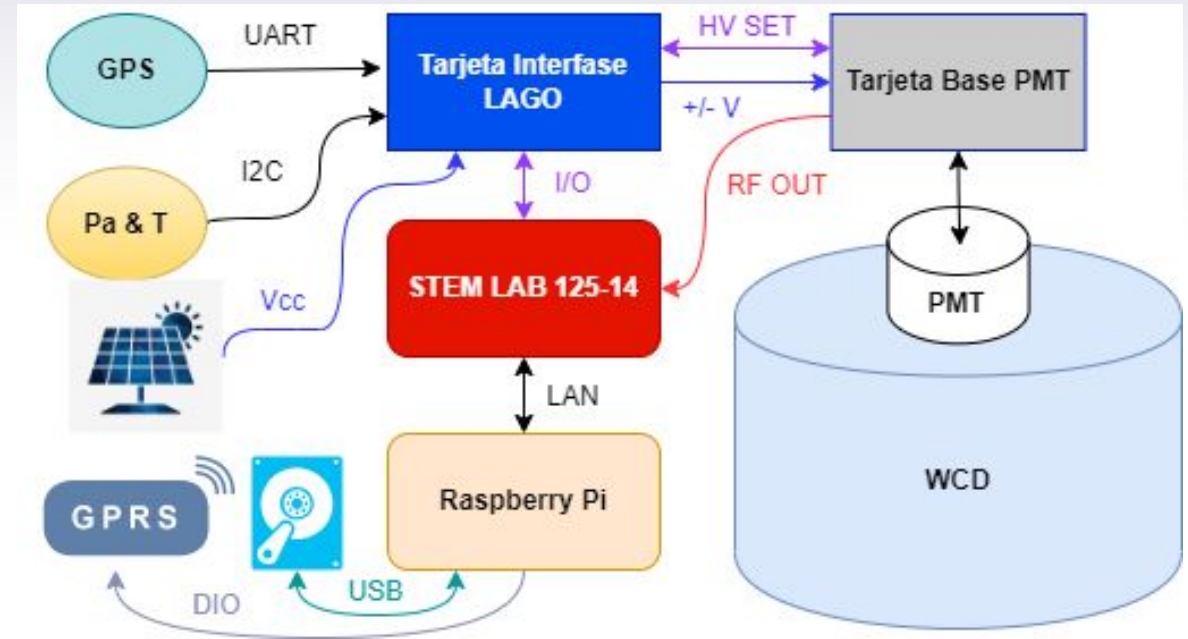 GPS
UART
Tarjeta Interfase
LAGO
HV SET
+/- V
Tarjeta Base PMT
I2C
Pa & T
I/O
RF OUT
Vcc
STEM LAB 125-14
PMT
LAN
WCD
GPRS
Raspberry Pi
DIO
USB